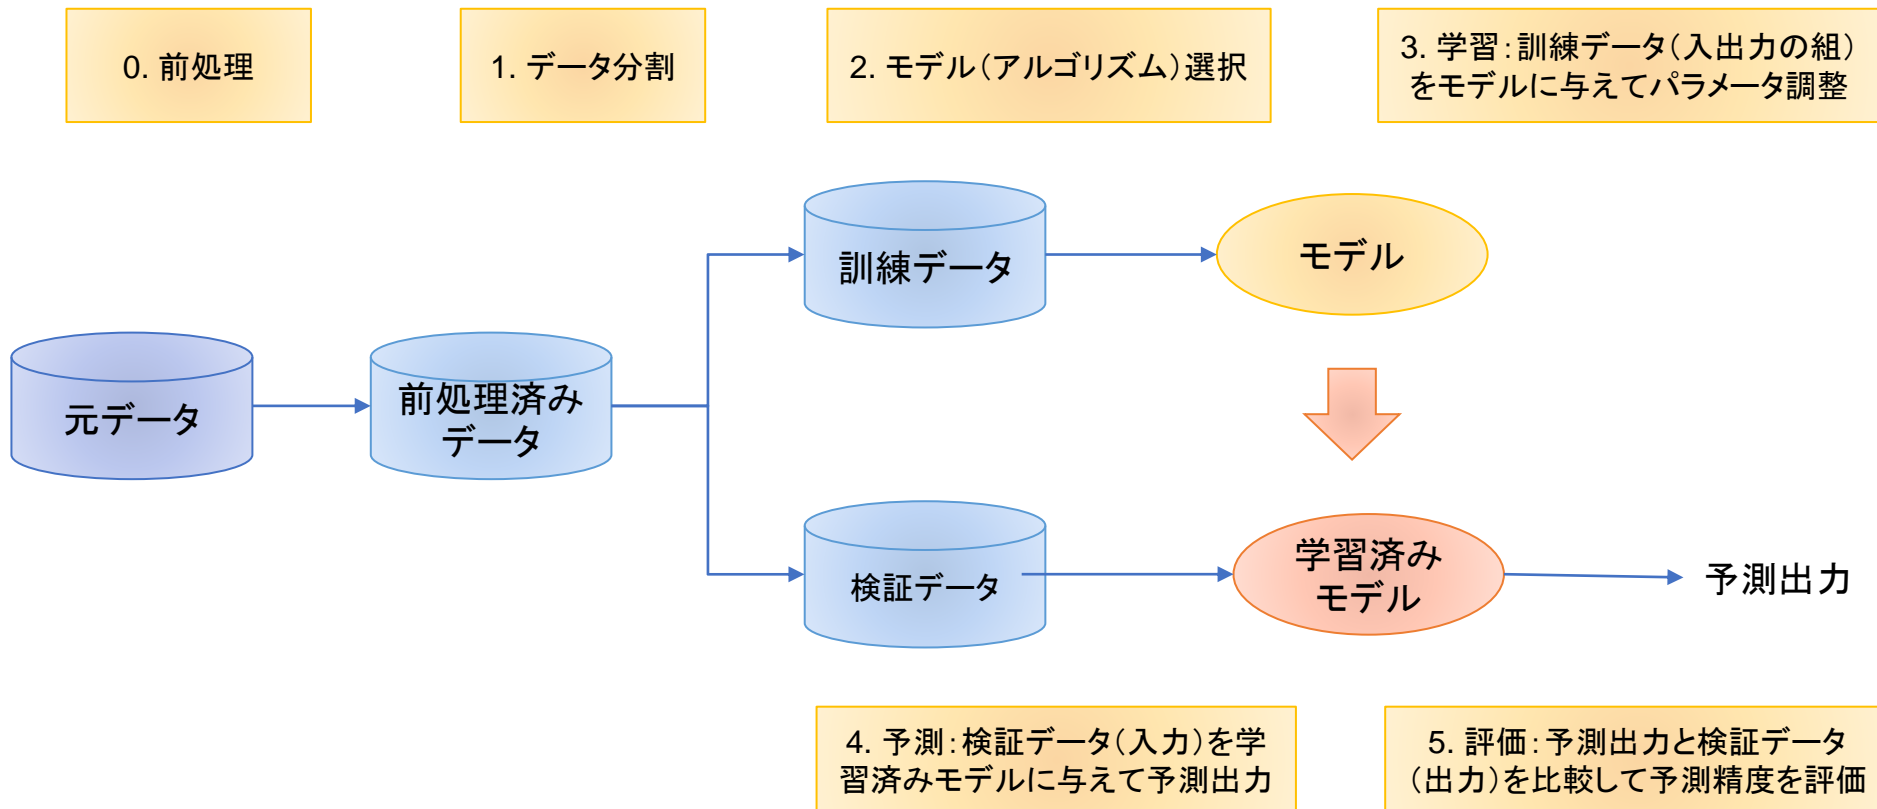 0. 前処理
1. データ分割
2. モデル（アルゴリズム）選択
3. 学習：訓練データ（入出力の組）
をモデルに与えてパラメータ調整
訓練データ
モデル
元データ
前処理済み
データ
検証データ
学習済み
モデル
予測出力
4. 予測：検証データ（入力）を学
習済みモデルに与えて予測出力
5. 評価：予測出力と検証データ
（出力）を比較して予測精度を評価